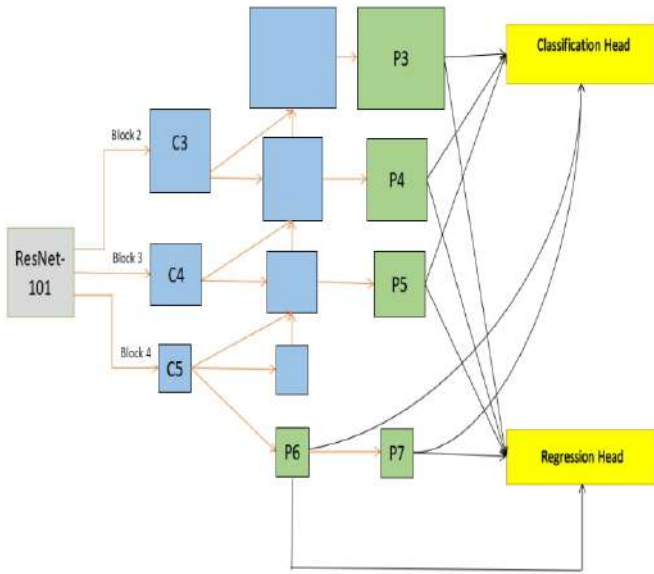 P3
Classification Head
Block 2
C3
P4
ResNet-
101
Block 3
C4
P5
Block 4
C5
P6
P7
Regression Head